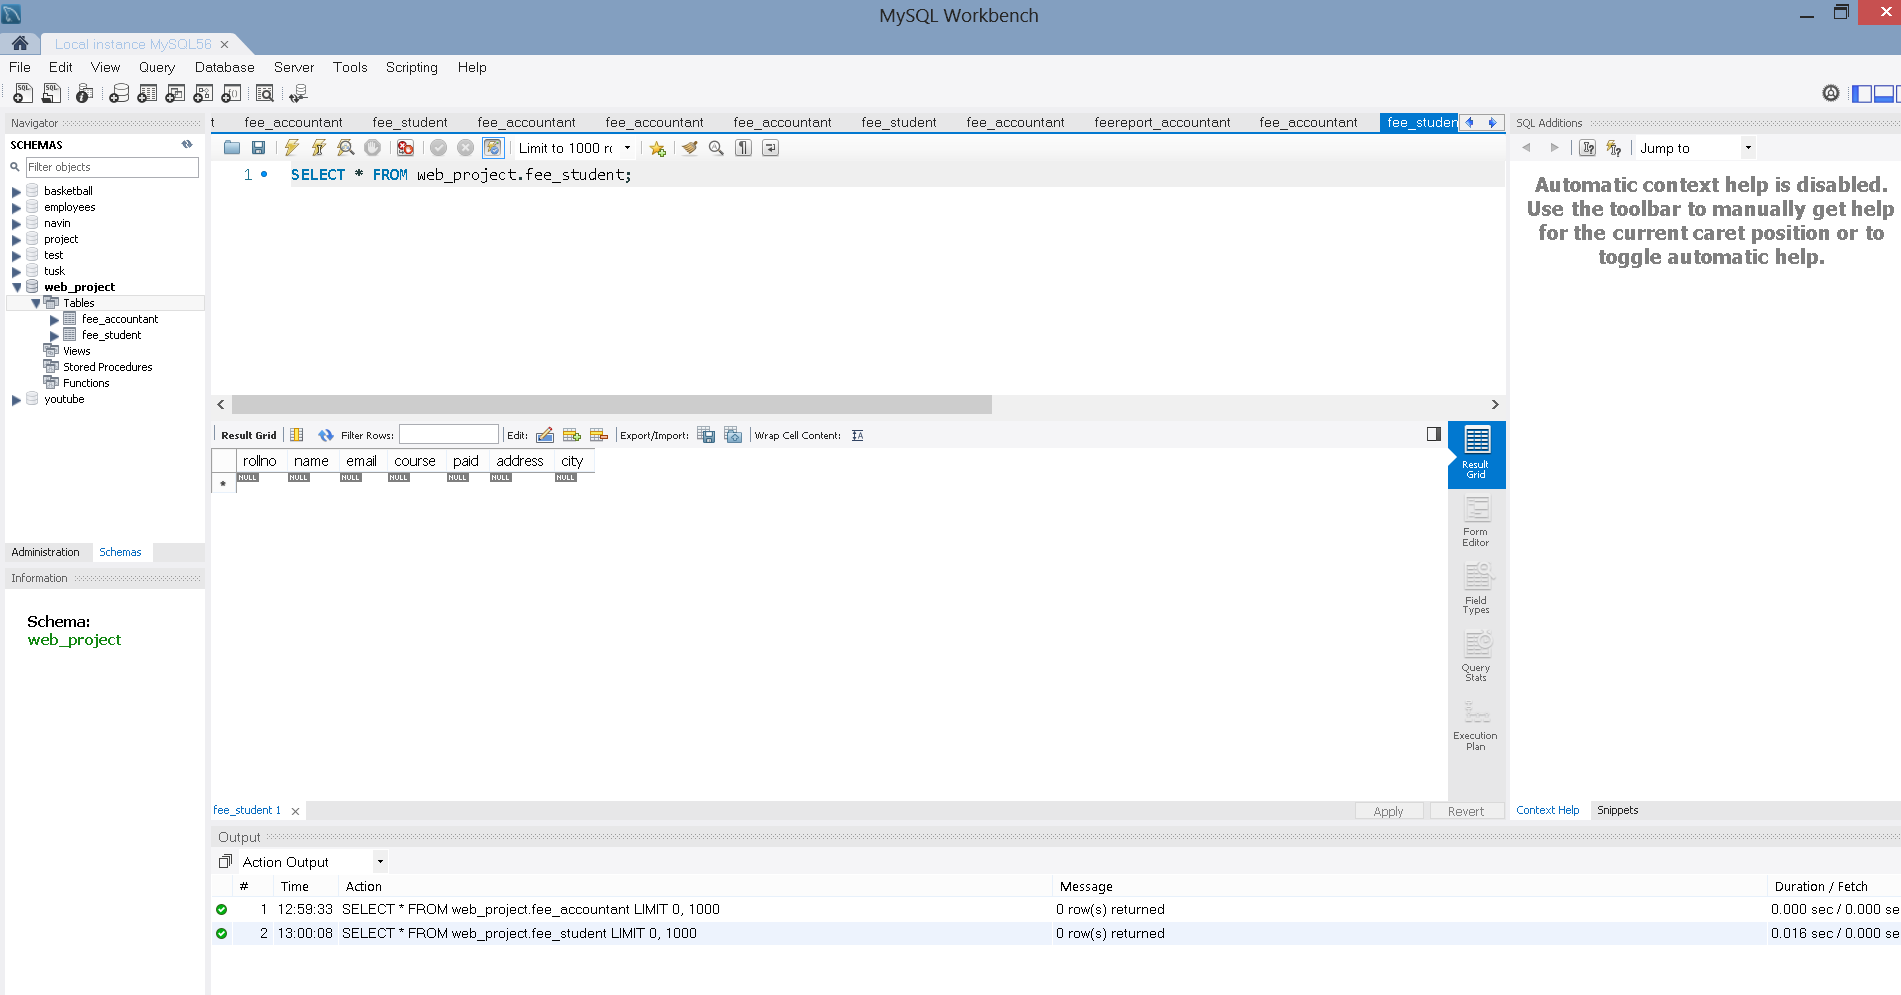 MySQL Workbench
Local instance MySQL56
File Edit View Query Database Server Tools Scripting Help
Navigator
SCHEMAS
Filter objects
basketball
employees
navin
project
test
tusk
web_project
Tables
fee_accountant
fee_student
Views
Stored Procedures
Functions
youtube
Administration Schemas
Information
Schema:
web_project
t fee_accountant fee_student fee_accountant fee_accountant fee_accountant fee_student fee_accountant feereport_accountant fee_accountant fee_studen
Limit to 1000 r
1 SELECT * FROM web_project.fee_student;
Result Grid Filter Rows: Edit: Export/Import: Wrap Cell Content:
rollno name email course paid address city
* NULL NULL NULL NULL NULL NULL NULL
Result
Grid
Form
Editor
Field
Types
Query
Stats
Execution
Plan
fee_student 1
Apply Revert
SQL Additions
Jump to
Automatic context help is disabled.
Use the toolbar to manually get help
for the current caret position or to
toggle automatic help.
Context Help Snippets
Output
Action Output
# Time Action Message Duration / Fetch
1 12:59:33 SELECT * FROM web_project.fee_accountant LIMIT 0, 1000 0 row(s) returned 0.000 sec / 0.000 se
2 13:00:08 SELECT * FROM web_project.fee_student LIMIT 0, 1000 0 row(s) returned 0.016 sec / 0.000 se